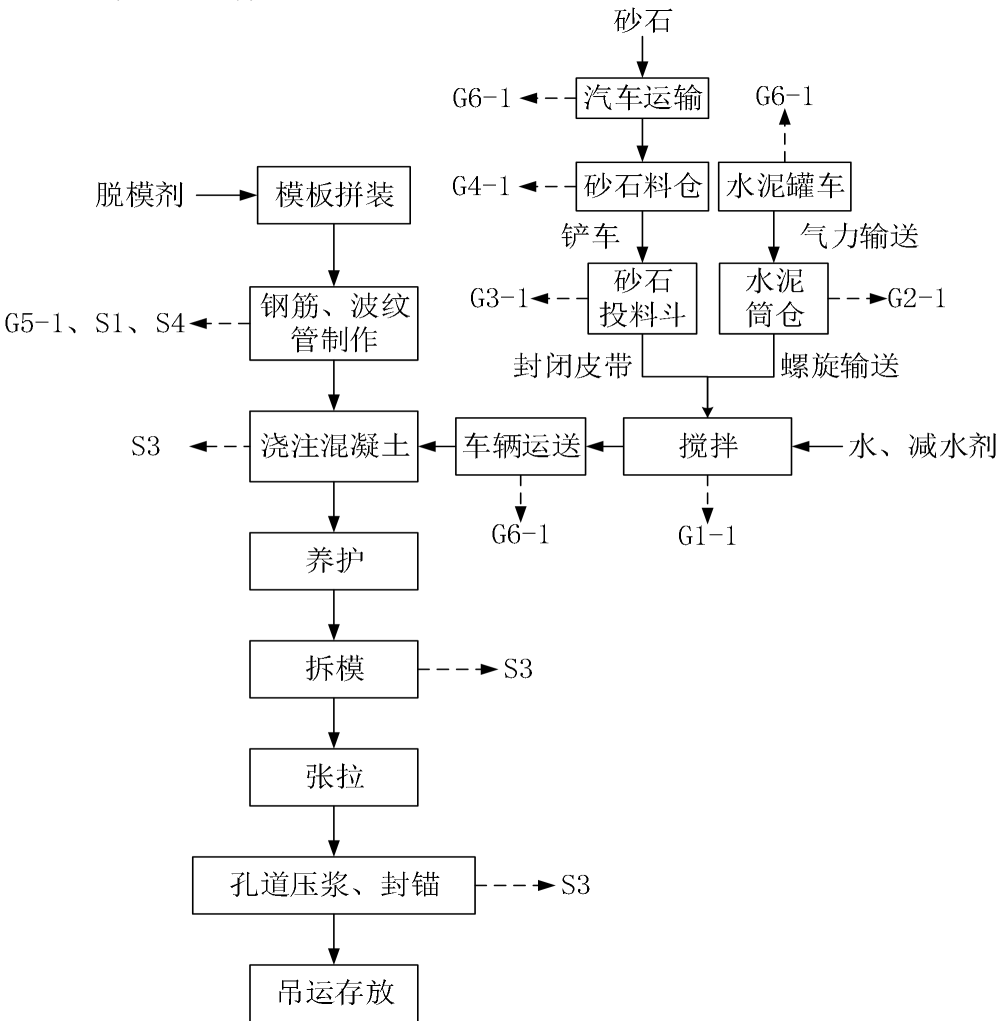 砂石
G6-1
汽车运输
G6-1
脱模剂
模板拼装
G4-1
砂石料仓
水泥罐车
铲车
气力输送
G5-1、S1、S4
钢筋、波纹
管制作
G3-1
砂石
投料斗
水泥
筒仓
G2-1
封闭皮带
螺旋输送
S3
浇注混凝土
车辆运送
搅拌
水、减水剂
G6-1
G1-1
养护
拆模
S3
张拉
孔道压浆、封锚
S3
吊运存放